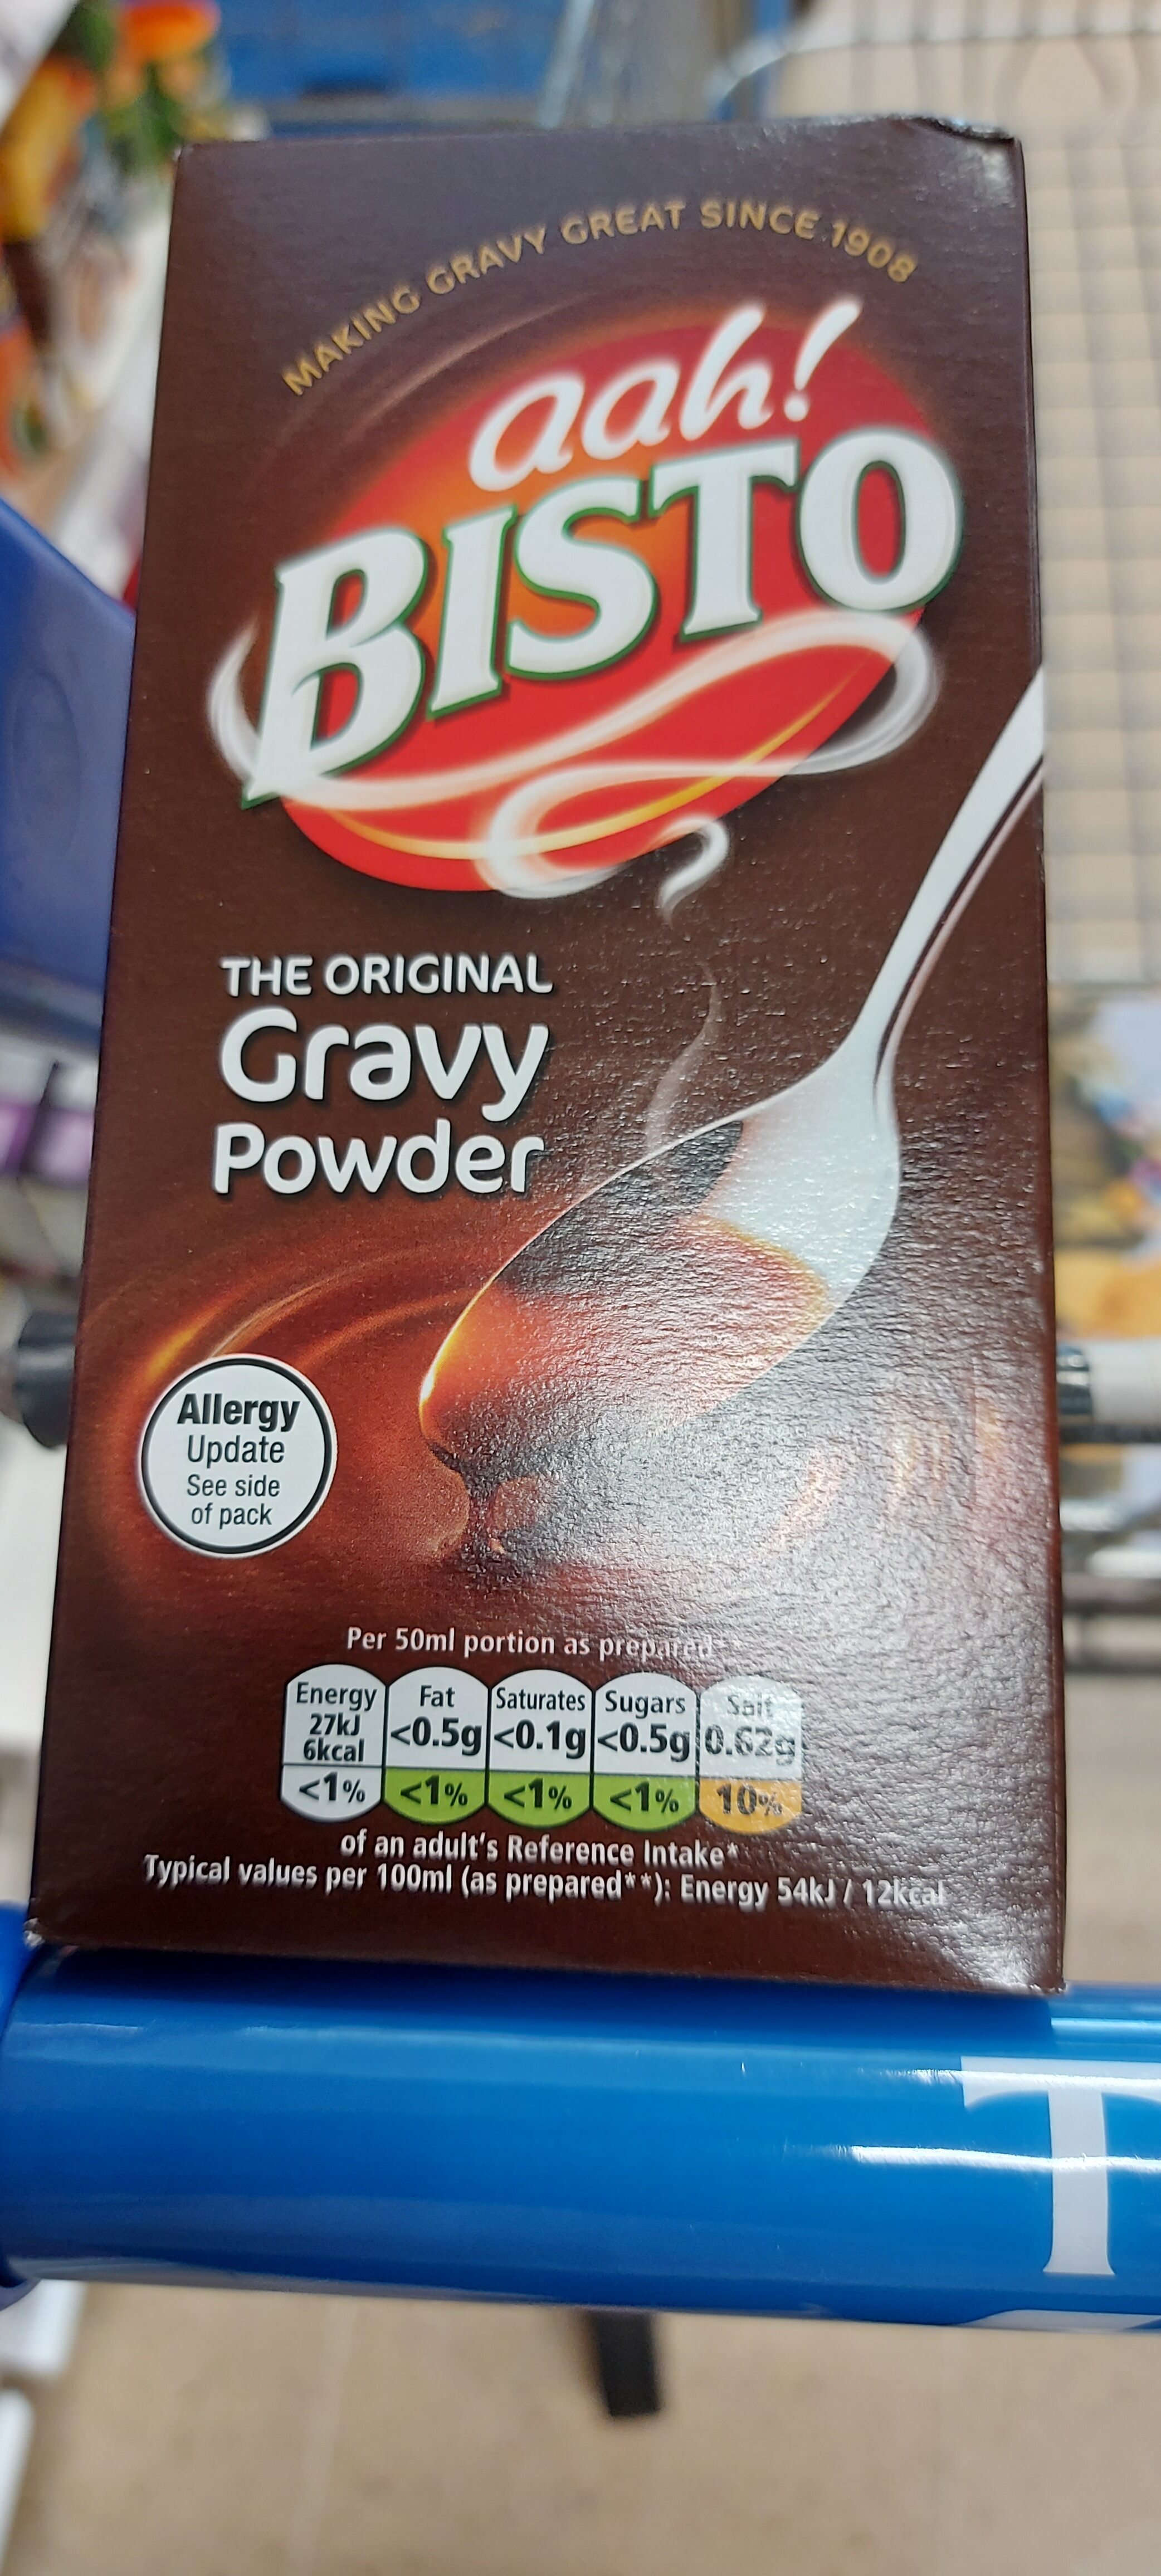 MAKING GRAVY GREAT SINCE 1908
aah!
BISTO
THE ORIGINAL
Gravy
Powder
Allergy
Update
See side
of pack
Per 50ml portion as prepared**
Energy
27kJ
6kcal
<1%
Fat
<0.5g
<1%
Saturates
<0.1g
<1%
Sugars
<0.5g
<1%
Salt
0.62g
10%
of an adult's Reference Intake*
Typical values per 100ml (as prepared**): Energy 54kJ / 12kcal
T